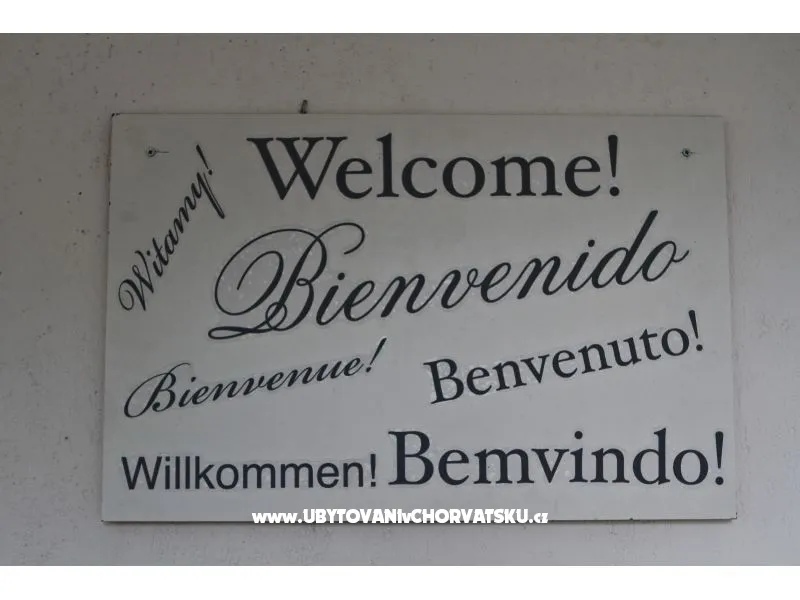 Witamy!
Welcome!
Bienvenido
Bienvenue!
Benvenuto!
Willkommen!
Bemvindo!
www.UBYTOVANIvCHORVATSKU.cz